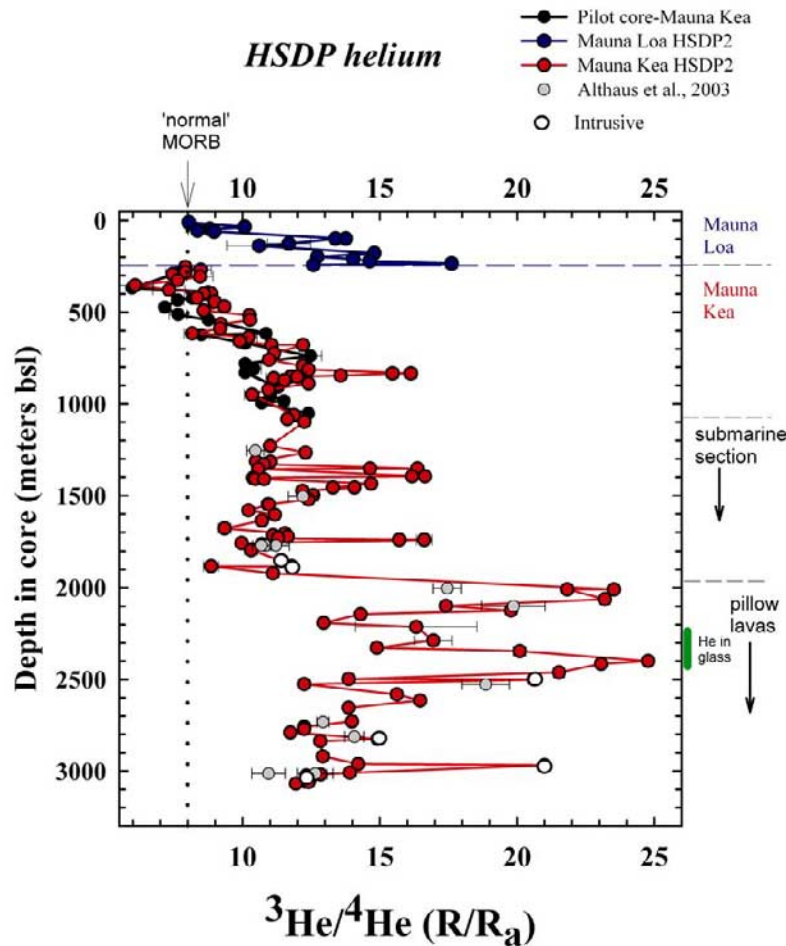 HSDP helium
Pilot core-Mauna Kea
Mauna Loa HSDP2
Mauna Kea HSDP2
Althaus et al., 2003
Intrusive
'normal'
MORB
10 15 20 25
0
500
1000
1500
2000
2500
3000
Depth in core (meters bsl)
Mauna
Loa
Mauna
Kea
submarine
section
pillow
lavas
He in
glass
10 15 20 25
³He/⁴He (R/Rₐ)